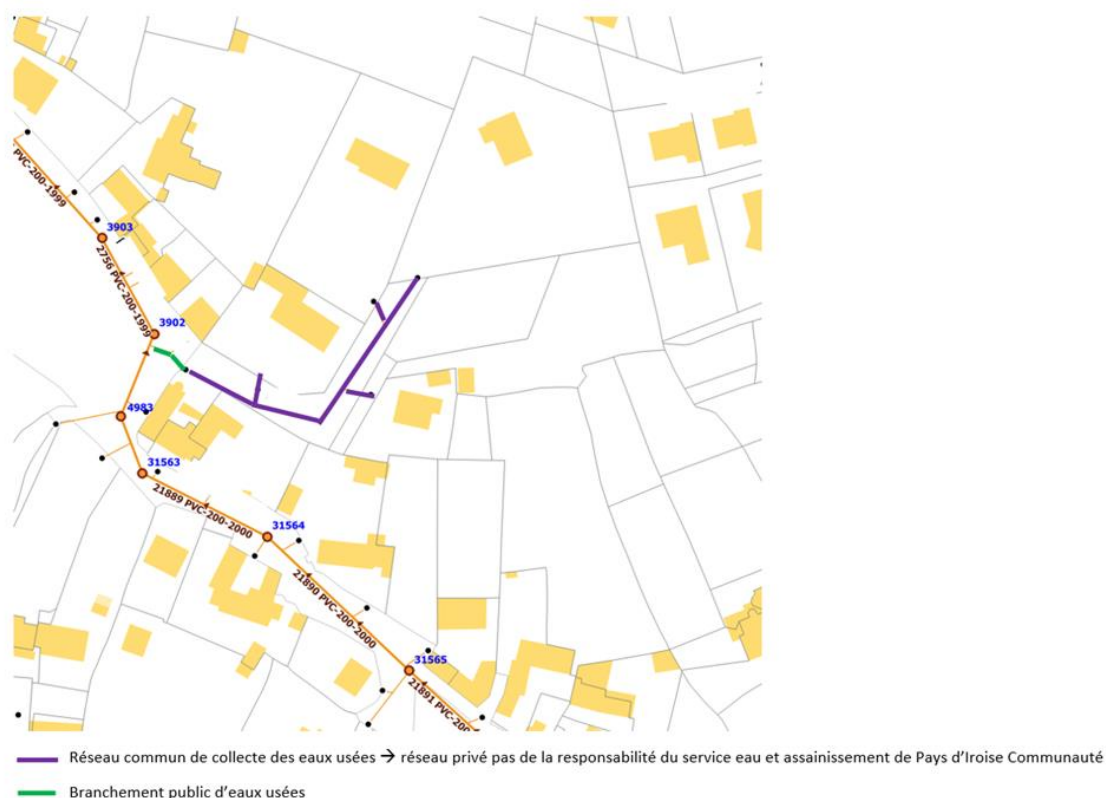 PVC-200-1999
3903
2756 PVC-200-1999
3902
4983
31563
21889 PVC-200-2000
31564
21890 PVC-200-2000
31565
21891 PVC-200
Réseau commun de collecte des eaux usées → réseau privé pas de la responsabilité du service eau et assainissement de Pays d'Iroise Communauté
Branchement public d'eaux usées